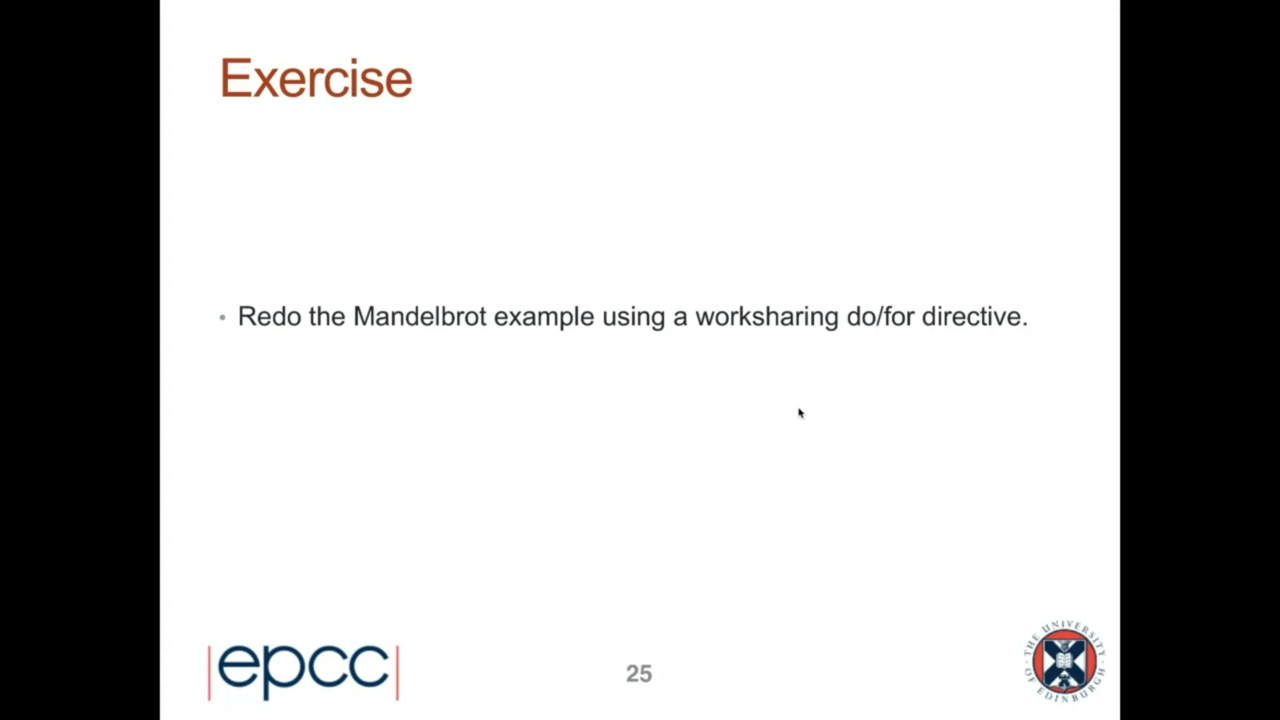 Exercise
• Redo the Mandelbrot example using a worksharing do/for directive.
|epcc|
25
THE UNIVERSITY OF EDINBURGH